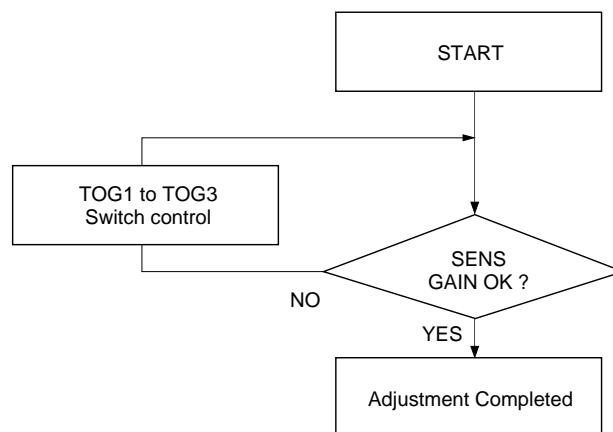 START
TOG1 to TOG3
Switch control
SENS
GAIN OK ?
NO
YES
Adjustment Completed